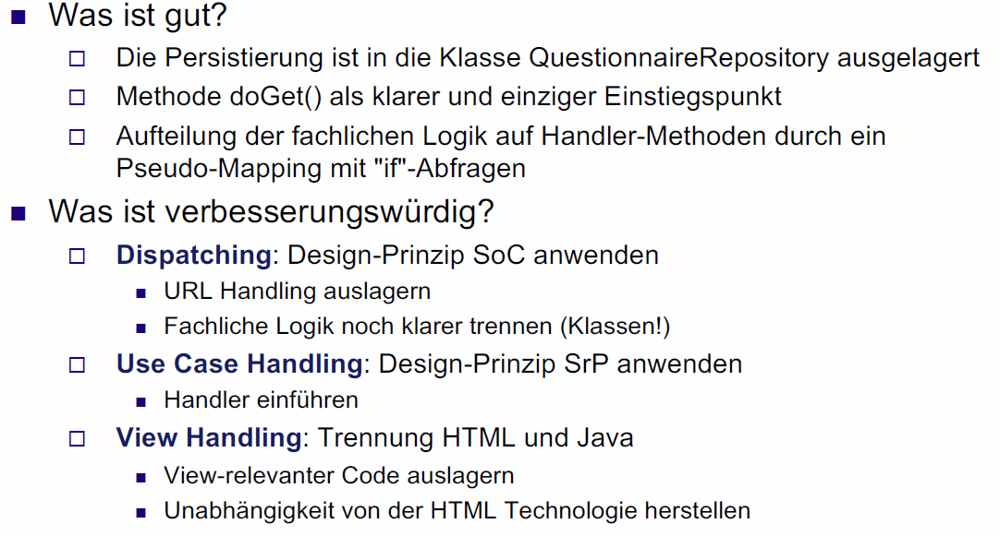 Was ist gut?
Die Persistierung ist in die Klasse QuestionnaireRepository ausgelagert
Methode doGet() als klarer und einziger Einstiegspunkt
Aufteilung der fachlichen Logik auf Handler-Methoden durch ein
Pseudo-Mapping mit "if"-Abfragen
Was ist verbesserungswürdig?
Dispatching: Design-Prinzip SoC anwenden
URL Handling auslagern
Fachliche Logik noch klarer trennen (Klassen!)
Use Case Handling: Design-Prinzip SrP anwenden
Handler einführen
View Handling: Trennung HTML und Java
View-relevanter Code auslagern
Unabhängigkeit von der HTML Technologie herstellen